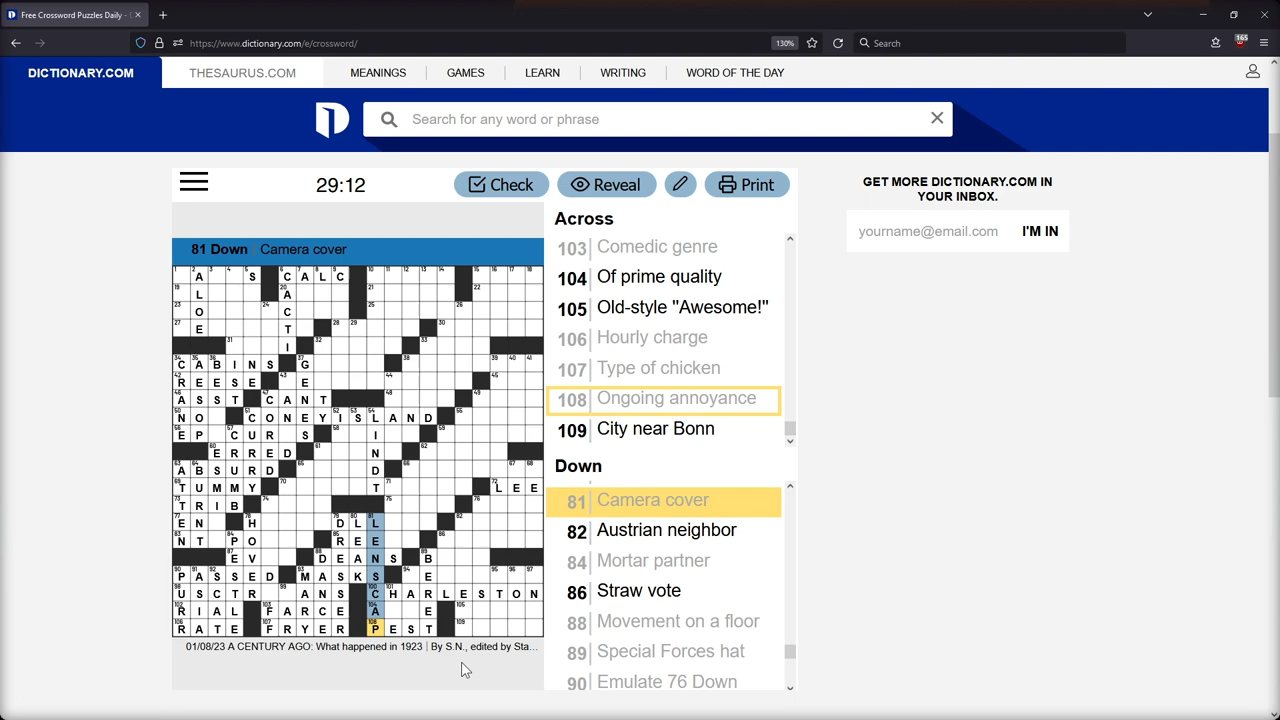 Free Crossword Puzzles Daily - 
https://www.dictionary.com/e/crossword/
130%
Search
165
DICTIONARY.COM
THESAURUS.COM
MEANINGS
GAMES
LEARN
WRITING
WORD OF THE DAY
Search for any word or phrase
29:12
Check
Reveal
Print
81 Down Camera cover
Across
103 Comedic genre
104 Of prime quality
105 Old-style "Awesome!"
106 Hourly charge
107 Type of chicken
108 Ongoing annoyance
109 City near Bonn
Down
81 Camera cover
82 Austrian neighbor
84 Mortar partner
86 Straw vote
88 Movement on a floor
89 Special Forces hat
90 Emulate 76 Down
A S C A L C
L A
O C
E T
I
C A B I N S G
R E E S E E
A S S T C A N T
N O C O N E Y I S L A N D
E P C U R S I
E R R E D N
A B S U R D D
T U M M Y T L E E
T R I B
E N H D L L
N T P O R E E
E V D E A N S B
P A S S E D M A S K S E
U S C T R A N S C H A R L E S T O N
R I A L F A R C E A E
R A T E F R Y E R P E S T
01/08/23 A CENTURY AGO: What happened in 1923 | By S.N., edited by Sta...
GET MORE DICTIONARY.COM IN
YOUR INBOX.
yourname@email.com
I'M IN